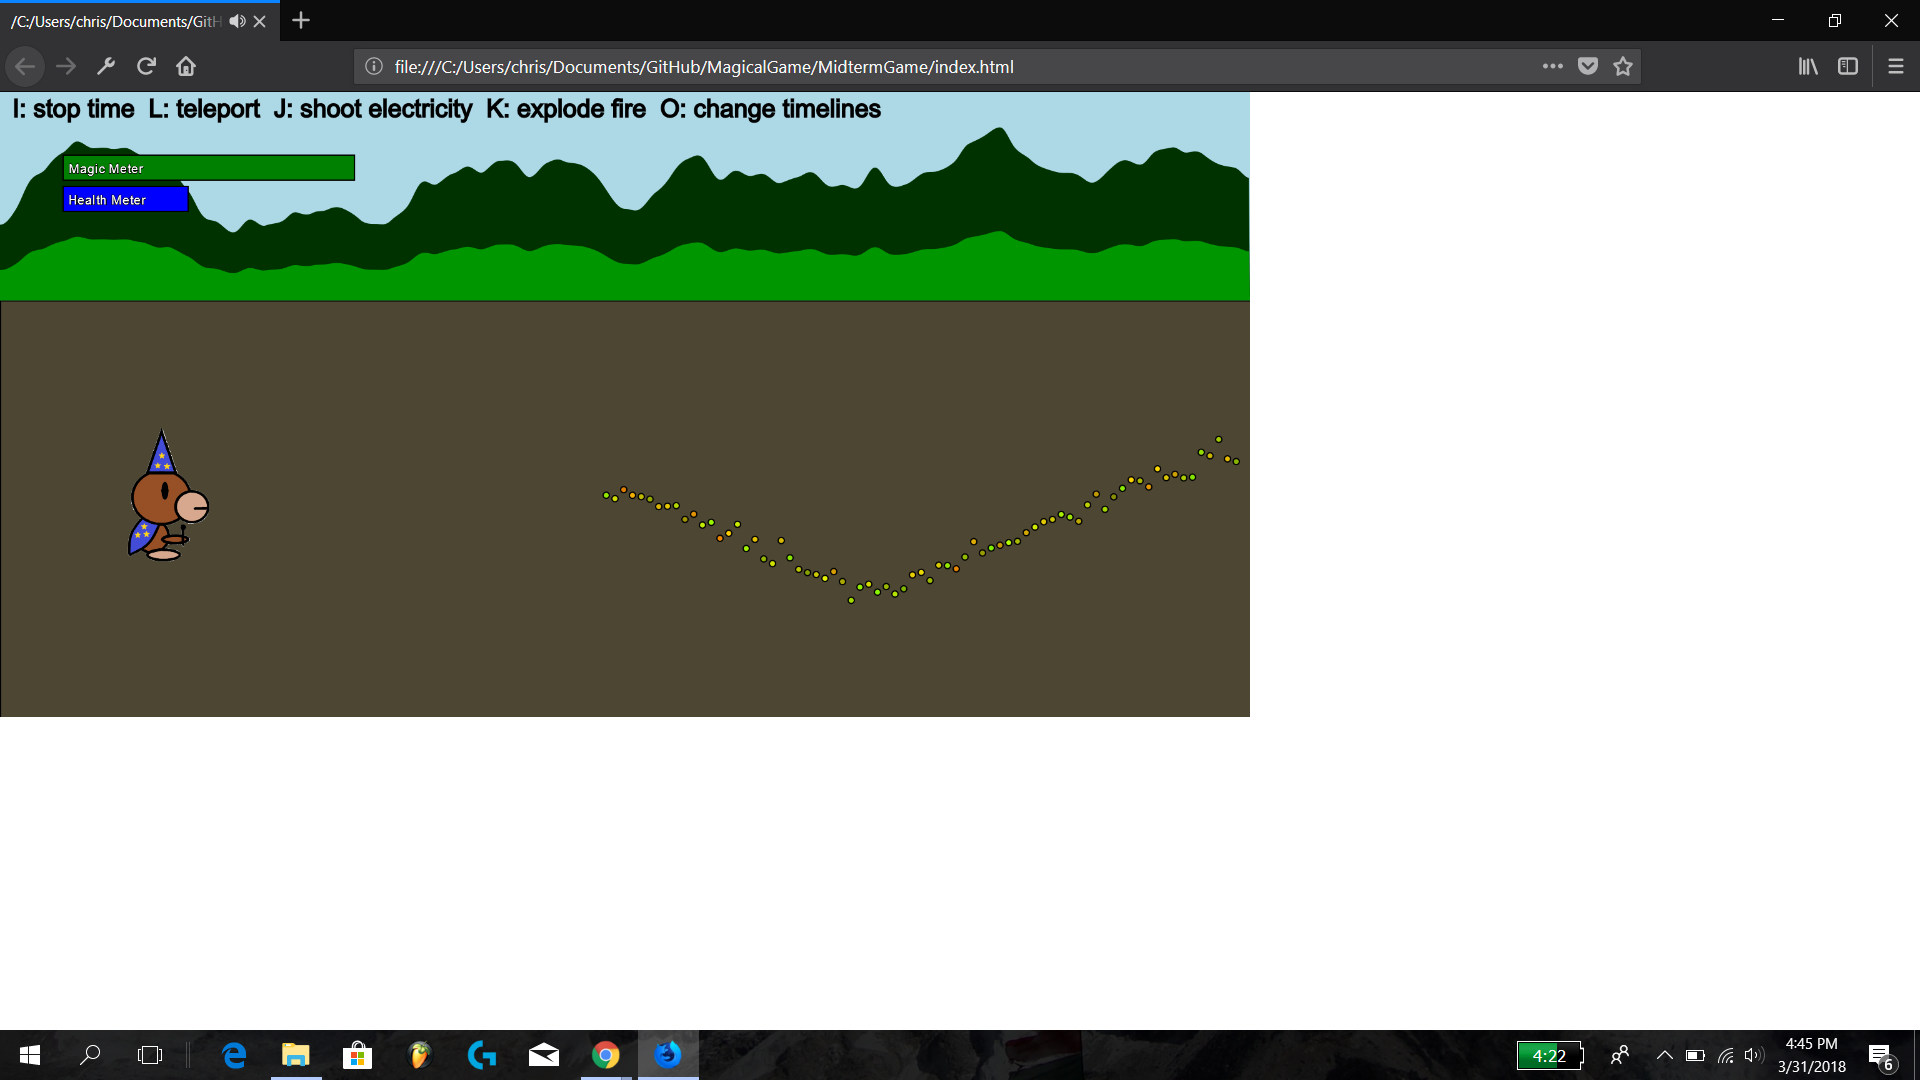 /C:/Users/chris/Documents/GitH
file:///C:/Users/chris/Documents/GitHub/MagicalGame/MidtermGame/index.html
I: stop time L: teleport J: shoot electricity K: explode fire O: change timelines
Magic Meter
Health Meter
4:22
4:45 PM
3/31/2018
6